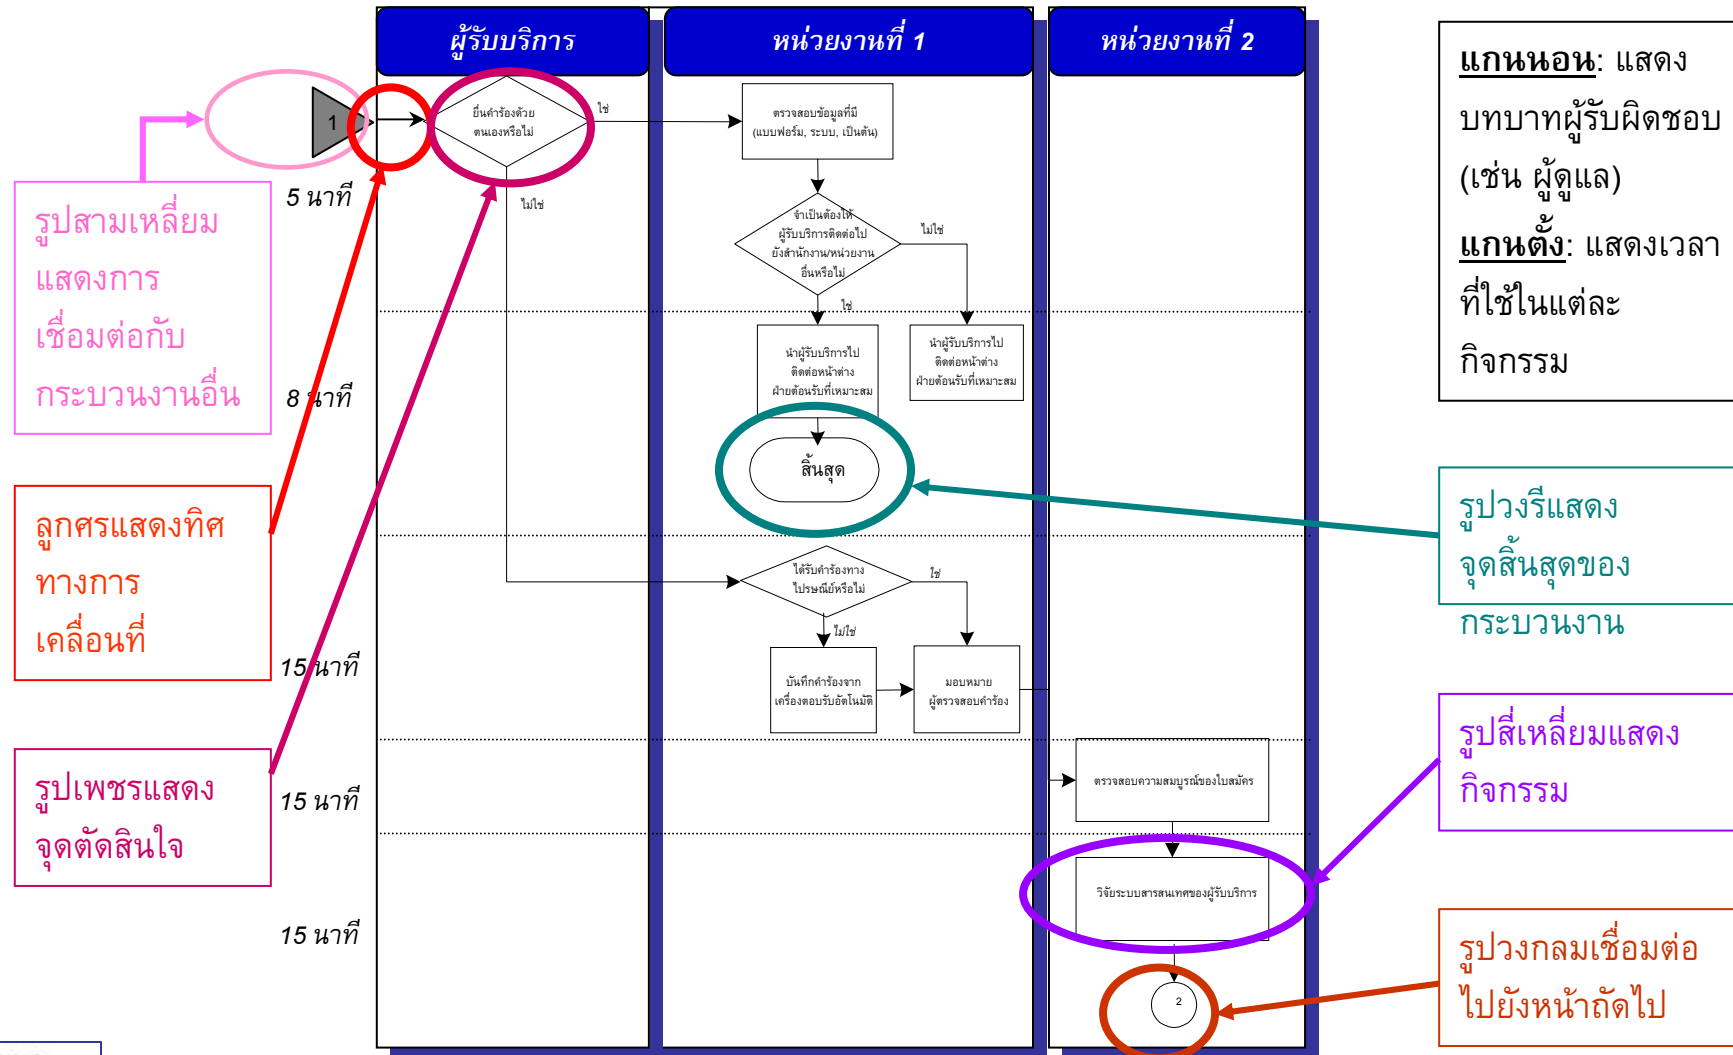 ผู้รับบริการ
หน่วยงานที่ 1
หน่วยงานที่ 2
1
ยื่นคำร้องด้วย
ตนเองหรือไม่
ใช่
ไม่ใช่
ตรวจสอบข้อมูลที่มี
(แบบฟอร์ม, ระบบ, เป็นต้น)
จำเป็นต้องให้
ผู้รับบริการติดต่อไป
ยังสำนักงาน/หน่วยงาน
อื่นหรือไม่
ไม่ใช่
ใช่
นำผู้รับบริการไป
ติดต่อหน้าต่าง
ฝ่ายต้อนรับที่เหมาะสม
นำผู้รับบริการไป
ติดต่อหน้าต่าง
ฝ่ายต้อนรับที่เหมาะสม
สิ้นสุด
ได้รับคำร้องทาง
ไปรษณีย์หรือไม่
ใช่
ไม่ใช่
บันทึกคำร้องจาก
เครื่องตอบรับอัตโนมัติ
มอบหมาย
ผู้ตรวจสอบคำร้อง
ตรวจสอบความสมบูรณ์ของใบสมัคร
วิจัยระบบสารสนเทศของผู้รับบริการ
2
5 นาที
8 นาที
15 นาที
15 นาที
15 นาที
รูปสามเหลี่ยม
แสดงการ
เชื่อมต่อกับ
กระบวนงานอื่น
ลูกศรแสดงทิศ
ทางการ
เคลื่อนที่
รูปเพชรแสดง
จุดตัดสินใจ
แกนนอน: แสดง
บทบาทผู้รับผิดชอบ
(เช่น ผู้ดูแล)
แกนตั้ง: แสดงเวลา
ที่ใช้ในแต่ละ
กิจกรรม
รูปวงรีแสดง
จุดสิ้นสุดของ
กระบวนงาน
รูปสี่เหลี่ยมแสดง
กิจกรรม
รูปวงกลมเชื่อมต่อ
ไปยังหน้าถัดไป